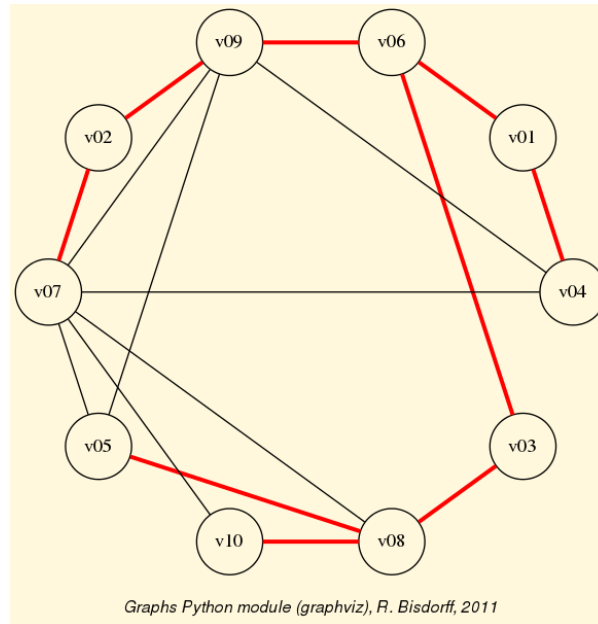 v09 v06
v02 v01
v07 v04
v05 v03
v10 v08
Graphs Python module (graphviz), R. Bisdorff, 2011